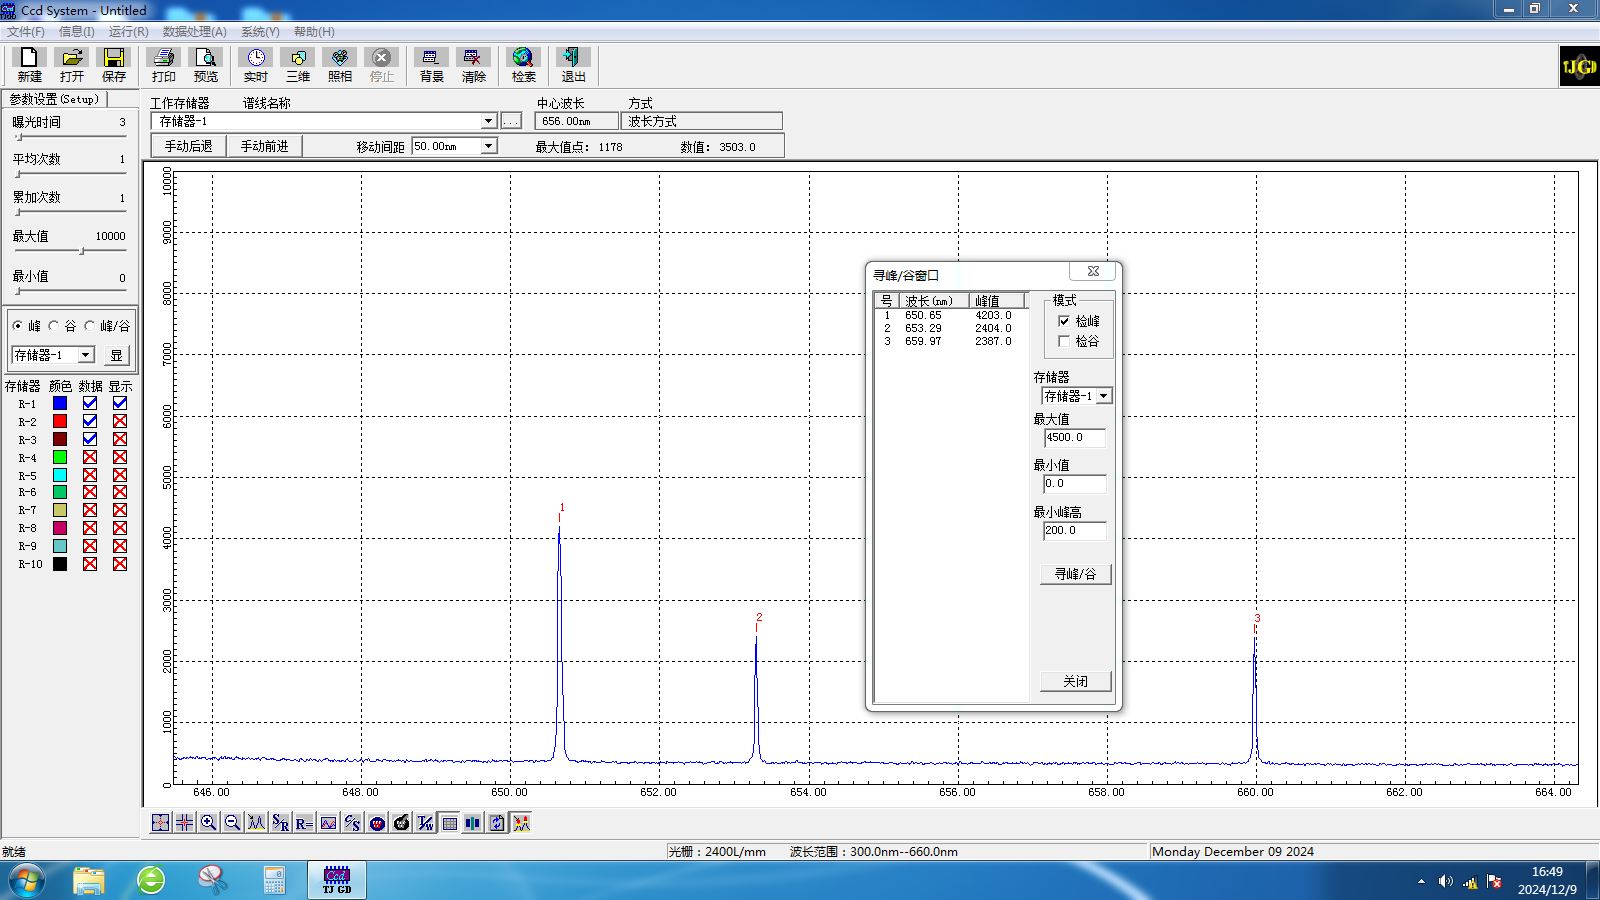 Ccd System - Untitled
文件(F) 信息(I) 运行(R) 数据处理(A) 系统(Y) 帮助(H)
新建 打开 保存 打印 预览 实时 三维 照相 停止 背景 清除 检索 退出
TJGD
参数设置(Setup)
曝光时间 3
平均次数 1
累加次数 1
最大值 10000
最小值 0
峰 谷 峰/谷
存储器-1 显
存储器 颜色 数据 显示
R-1
R-2
R-3
R-4
R-5
R-6
R-7
R-8
R-9
R-10
工作存储器 谱线名称 中心波长 方式
存储器-1 ... 656.00nm 波长方式
手动后退 手动前进 移动间距 50.00nm 最大值点: 1178 数值: 3503.0
10000
9000
8000
7000
6000
5000
4000
3000
2000
1000
0
1
2
3
646.00 648.00 650.00 652.00 654.00 656.00 658.00 660.00 662.00 664.00
寻峰/谷窗口
号 波长(nm) 峰值
1 650.65 4203.0
2 653.29 2404.0
3 659.97 2387.0
模式
检峰
检谷
存储器
存储器-1
最大值
4500.0
最小值
0.0
最小峰高
200.0
寻峰/谷
关闭
就绪 光栅：2400L/mm 波长范围：300.0nm--660.0nm Monday December 09 2024
Ccd
TJ GD
16:49
2024/12/9